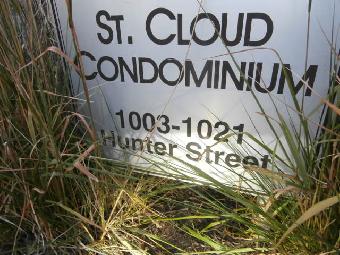 ST. CLOUD
CONDOMINIUM
1003-1021
Hunter Street